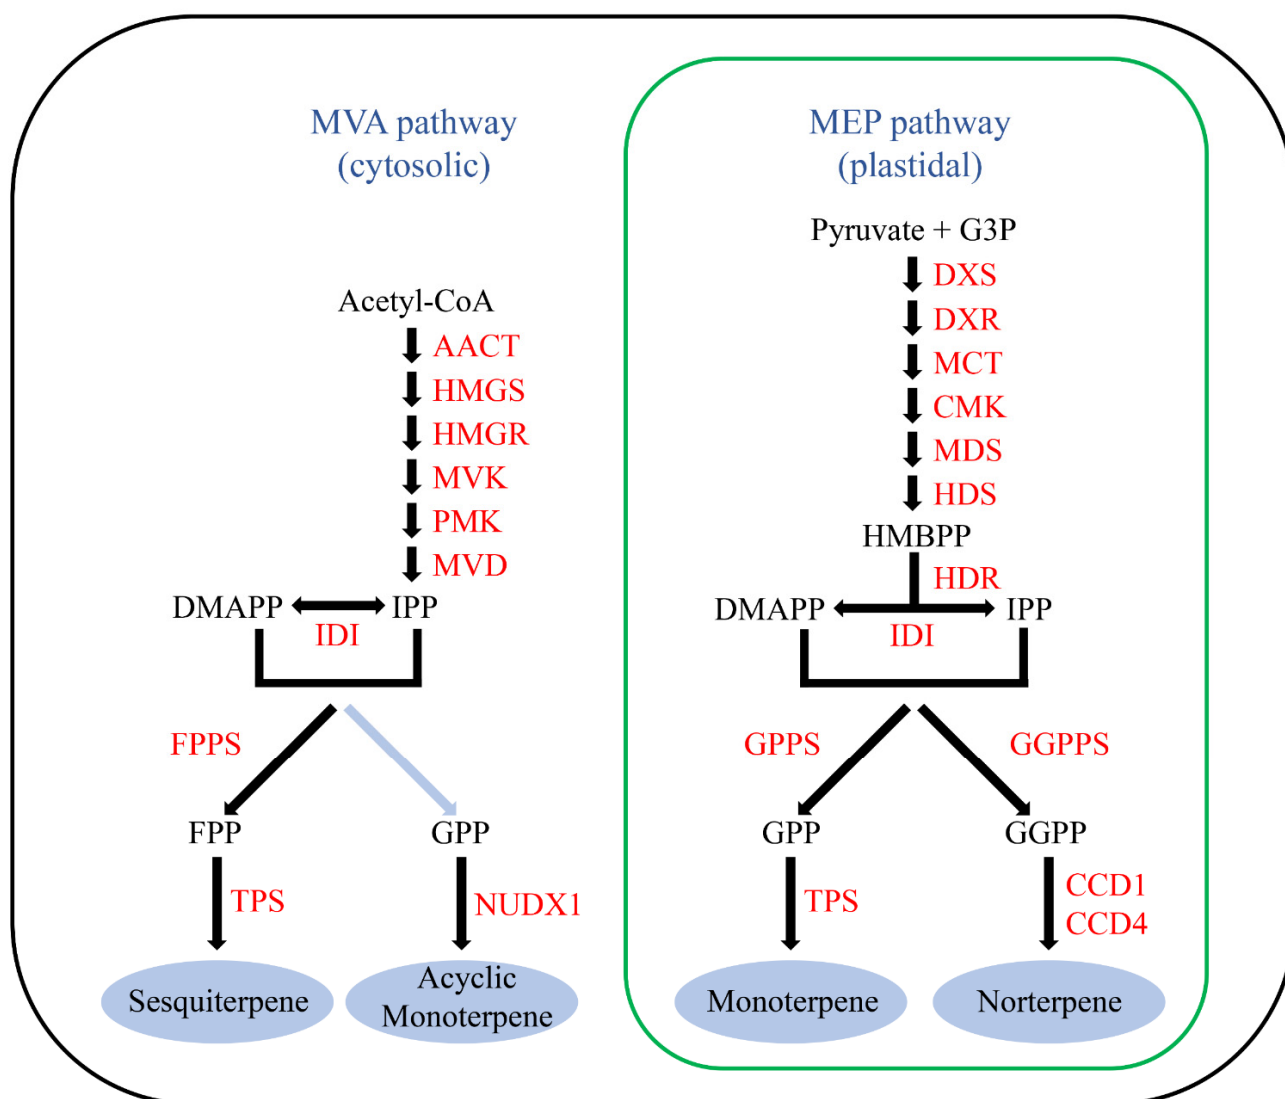 MVA pathway
(cytosolic)
Acetyl-CoA
AACT
HMGS
HMGR
MVK
PMK
MVD
DMAPP
IPP
IDI
FPPS
FPP
GPP
TPS
NUDX1
Sesquiterpene
Acyclic
Monoterpene
MEP pathway
(plastidal)
Pyruvate + G3P
DXS
DXR
MCT
CMK
MDS
HDS
HMBPP
HDR
DMAPP
IPP
IDI
GPPS
GGPPS
GPP
GGPP
TPS
CCD1
CCD4
Monoterpene
Norterpene